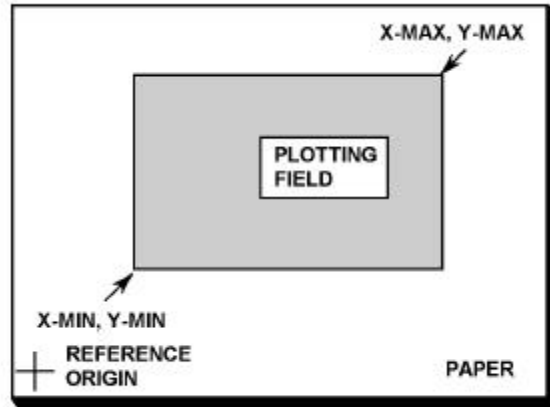 X-MAX, Y-MAX
PLOTTING
FIELD
X-MIN, Y-MIN
REFERENCE
ORIGIN
PAPER